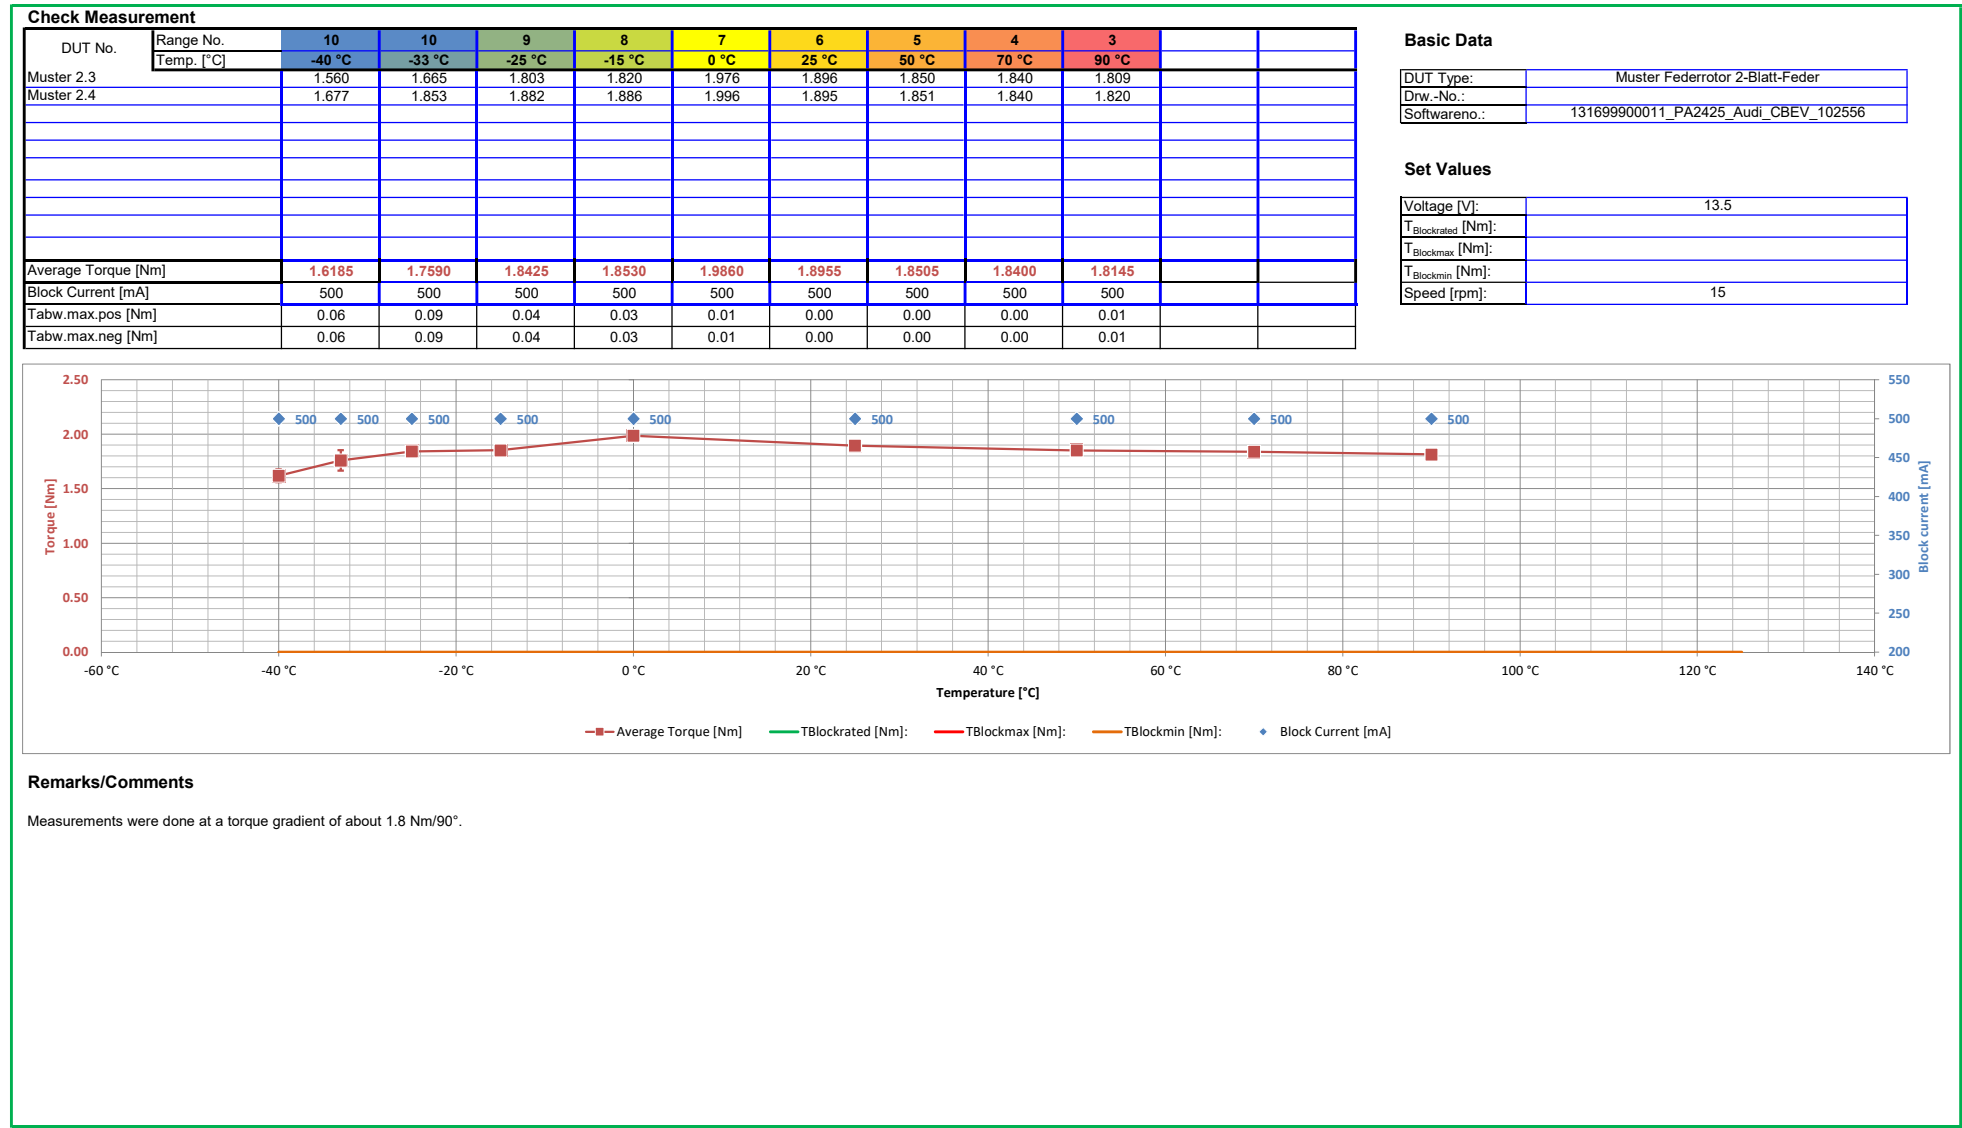 Check Measurement
DUT No. Range No. 10 10 9 8 7 6 5 4 3
Temp. [°C] -40 °C -33 °C -25 °C -15 °C 0 °C 25 °C 50 °C 70 °C 90 °C
Muster 2.3 1.560 1.665 1.803 1.820 1.976 1.896 1.850 1.840 1.809
Muster 2.4 1.677 1.853 1.882 1.886 1.996 1.895 1.851 1.840 1.820
Average Torque [Nm] 1.6185 1.7590 1.8425 1.8530 1.9860 1.8955 1.8505 1.8400 1.8145
Block Current [mA] 500 500 500 500 500 500 500 500 500
Tabw.max.pos [Nm] 0.06 0.09 0.04 0.03 0.01 0.00 0.00 0.00 0.01
Tabw.max.neg [Nm] 0.06 0.09 0.04 0.03 0.01 0.00 0.00 0.00 0.01
Basic Data
DUT Type: Muster Federrotor 2-Blatt-Feder
Drw.-No.:
Softwareno.: 131699900011_PA2425_Audi_CBEV_102556
Set Values
Voltage [V]: 13.5
TBlockrated [Nm]:
TBlockmax [Nm]:
TBlockmin [Nm]:
Speed [rpm]: 15
Torque [Nm]
2.50
2.00
1.50
1.00
0.50
0.00
500 500 500 500 500 500 500 500 500
550
500
450
400
350
300
250
200
Block current [mA]
-60 °C -40 °C -20 °C 0 °C 20 °C 40 °C 60 °C 80 °C 100 °C 120 °C 140 °C
Temperature [°C]
Average Torque [Nm] TBlockrated [Nm]: TBlockmax [Nm]: TBlockmin [Nm]: Block Current [mA]
Remarks/Comments
Measurements were done at a torque gradient of about 1.8 Nm/90°.